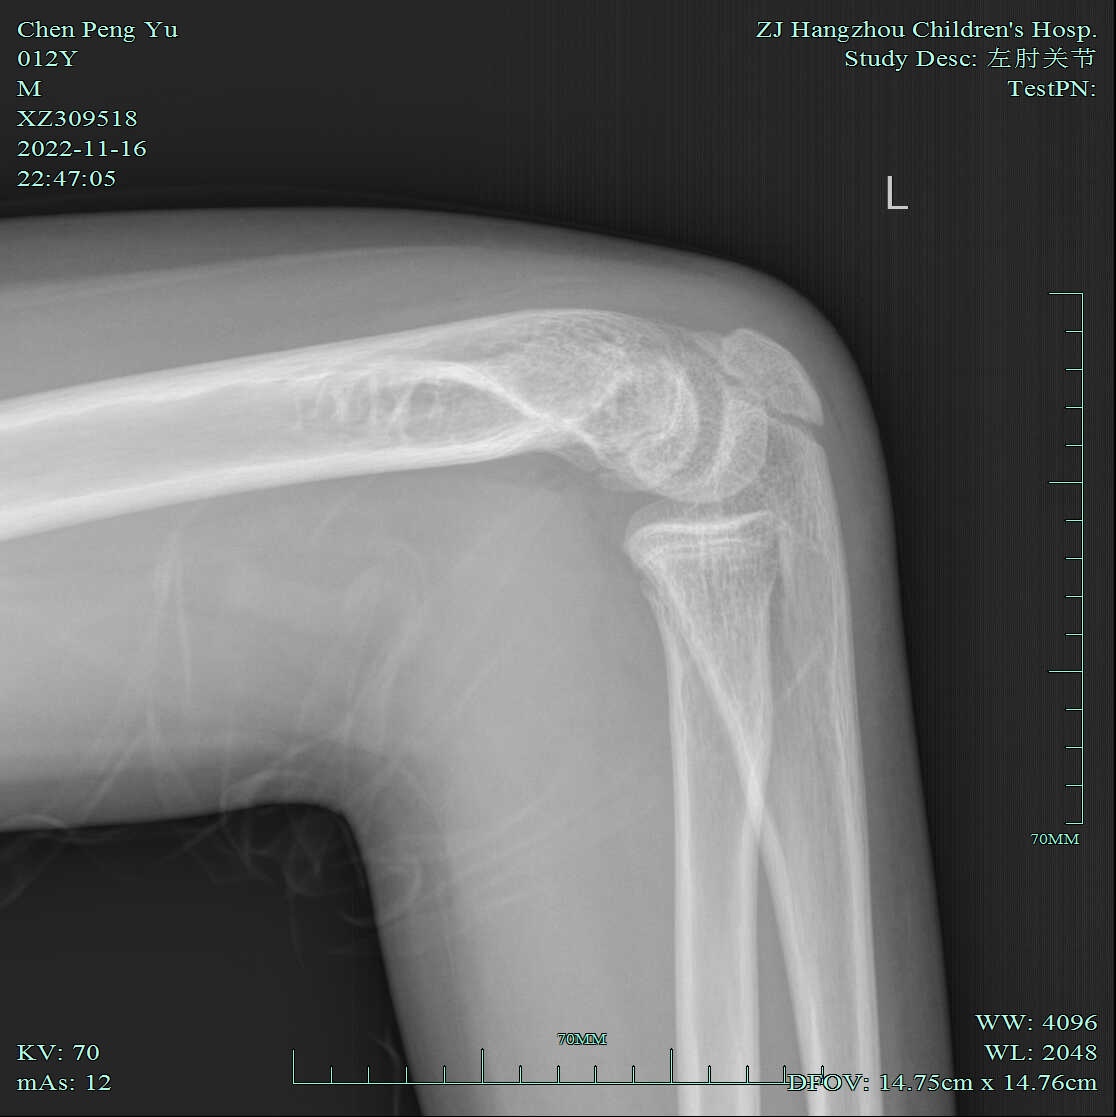 Chen Peng Yu
012Y
M
XZ309518
2022-11-16
22:47:05
ZJ Hangzhou Children's Hosp.
Study Desc: 左肘关节
TestPN:
L
70MM
70MM
KV: 70
mAs: 12
WW: 4096
WL: 2048
DFOV: 14.75cm x 14.76cm